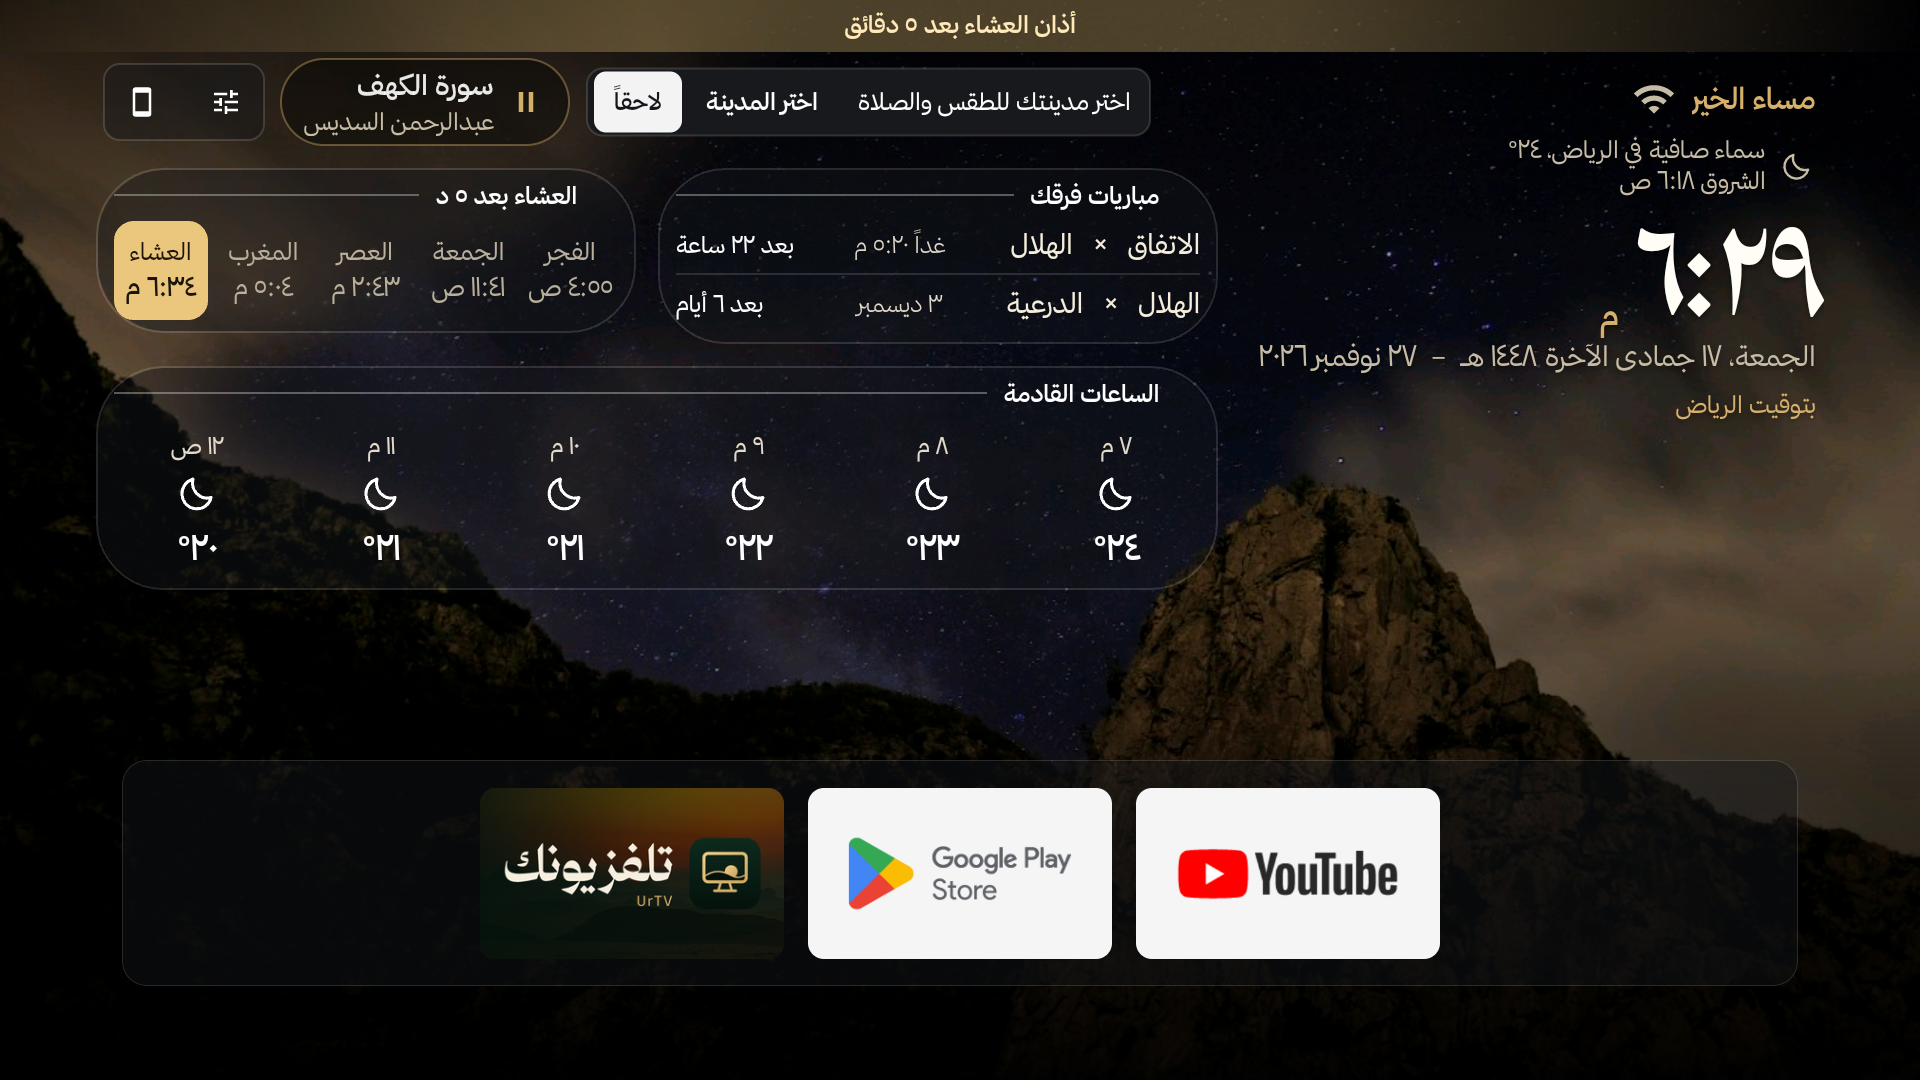 أذان العشاء بعد ٥ دقائق
مساء الخير
سماء صافية في الرياض، ٢٤°
الشروق ٦:١٨ ص
٦:٢٩ م
الجمعة، ١٧ جمادى الآخرة ١٤٤٨ هـ – ٢٧ نوفمبر ٢٠٢٦
بتوقيت الرياض
اختر مدينتك للطقس والصلاة اختر المدينة لاحقاً
سورة الكهف
عبدالرحمن السديس
مباريات فرقك
الاتفاق × الهلال غداً ٥:٢٠ م بعد ٢٢ ساعة
الهلال × الدرعية ٣ ديسمبر بعد ٦ أيام
العشاء بعد ٥ د
الفجر الجمعة العصر المغرب العشاء
٤:٥٥ ص ١١:٤١ ص ٢:٤٣ م ٥:٠٤ م ٦:٣٤ م
الساعات القادمة
٧ م ٨ م ٩ م ١٠ م ١١ م ١٢ ص
٢٤° ٢٣° ٢٢° ٢١° ٢١° ٢٠°
YouTube
Google Play
Store
تلفزيونك
UrTV